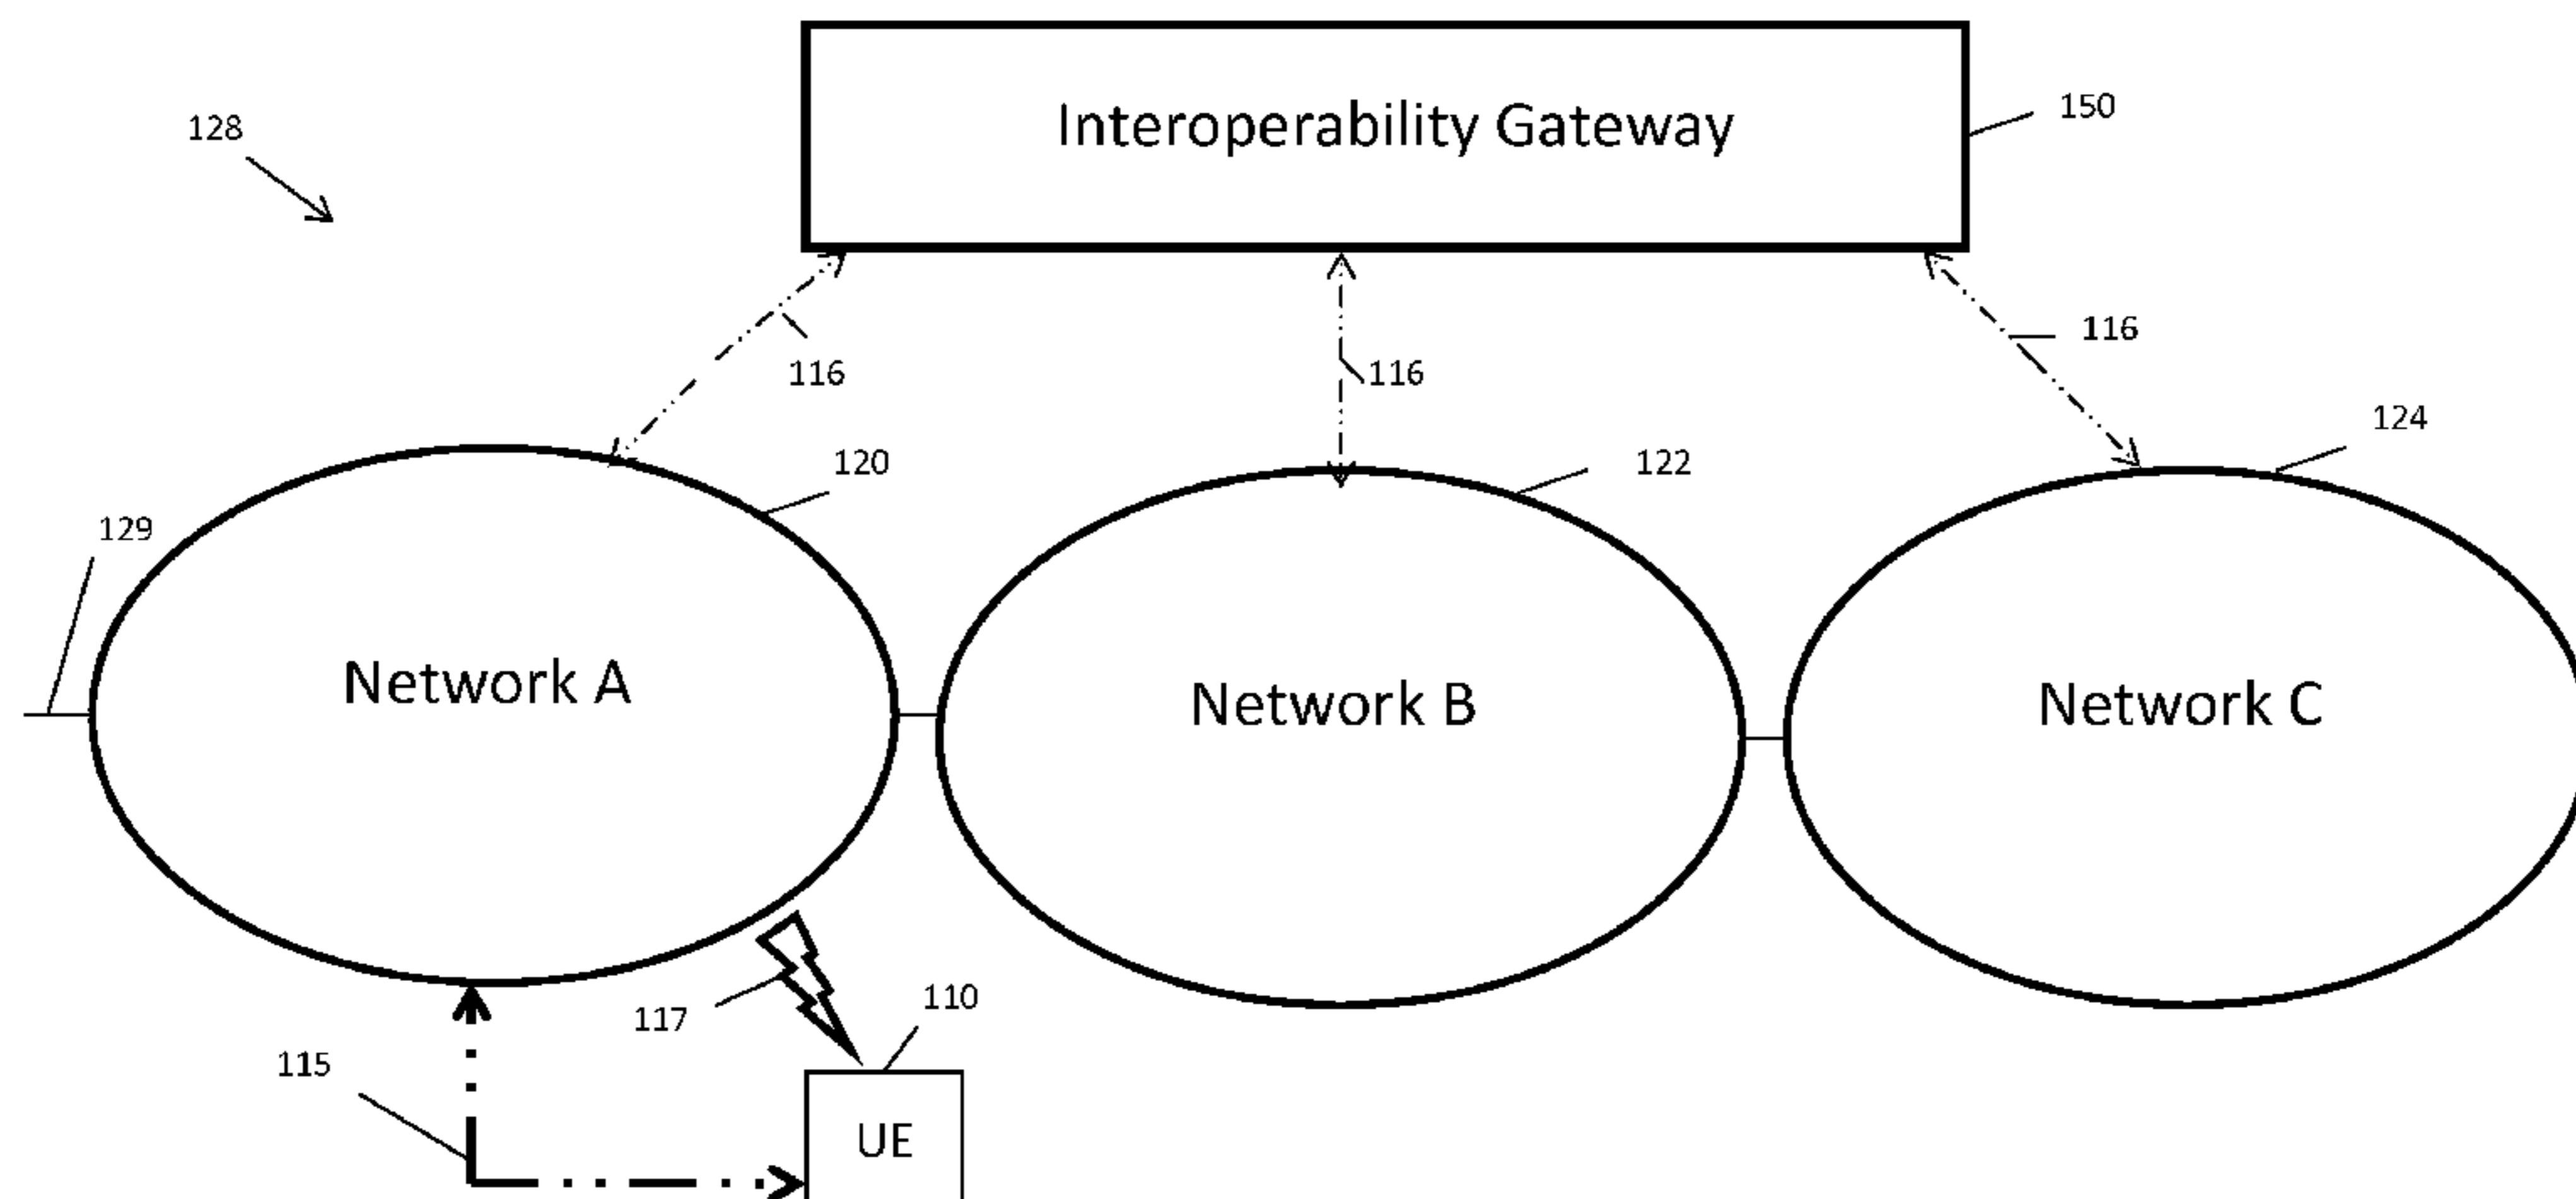 Interoperability Gateway
150
128
116
116
116
124
120
122
129
Network A
Network B
Network C
117
110
115
UE